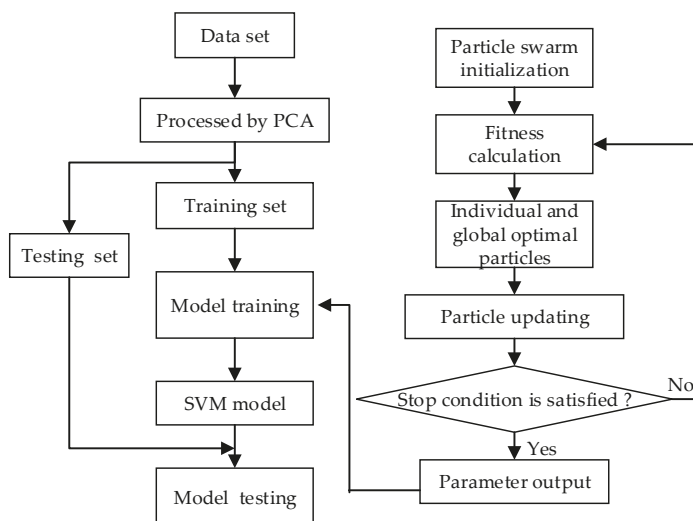 Data set
Processed by PCA
Training set
Testing set
Model training
SVM model
Model testing
Particle swarm
initialization
Fitness
calculation
Individual and
global optimal
particles
Particle updating
Stop condition is satisfied ?
No
Yes
Parameter output